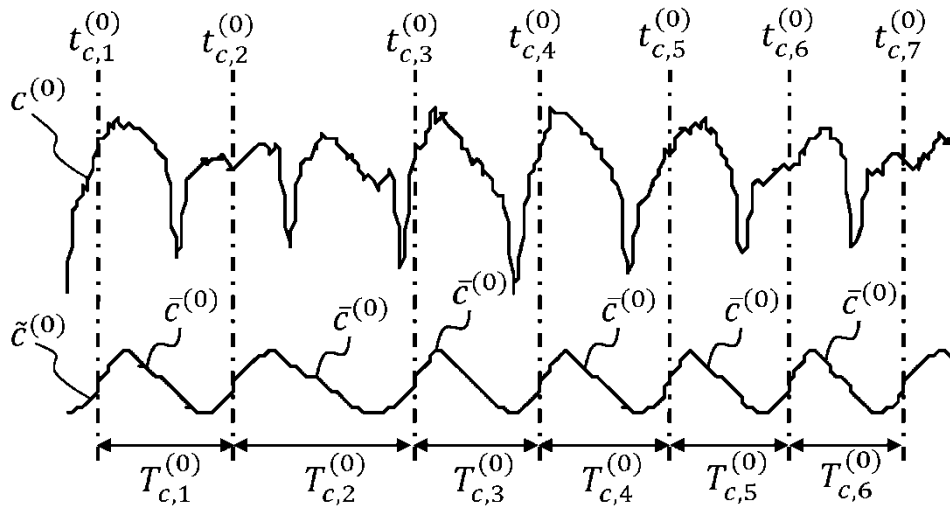 t_{c,1}^{(0)} t_{c,2}^{(0)} t_{c,3}^{(0)} t_{c,4}^{(0)} t_{c,5}^{(0)} t_{c,6}^{(0)} t_{c,7}^{(0)}
c^{(0)}
c̃^{(0)} c̄^{(0)} c̄^{(0)} c̄^{(0)} c̄^{(0)} c̄^{(0)} c̄^{(0)}
T_{c,1}^{(0)} T_{c,2}^{(0)} T_{c,3}^{(0)} T_{c,4}^{(0)} T_{c,5}^{(0)} T_{c,6}^{(0)}